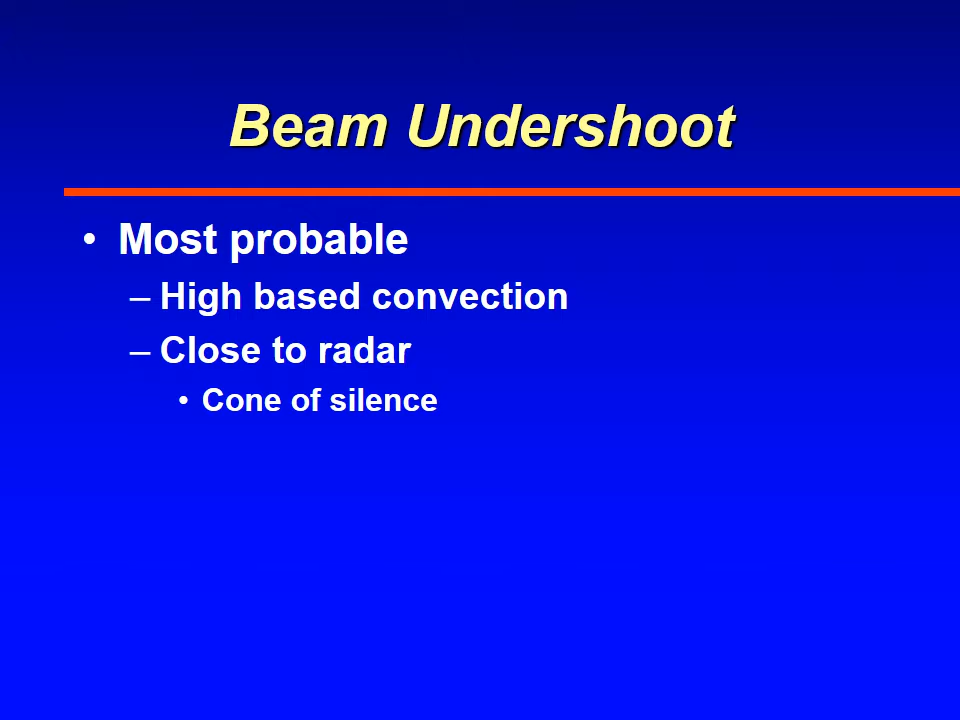 Beam Undershoot
• Most probable
– High based convection
– Close to radar
• Cone of silence